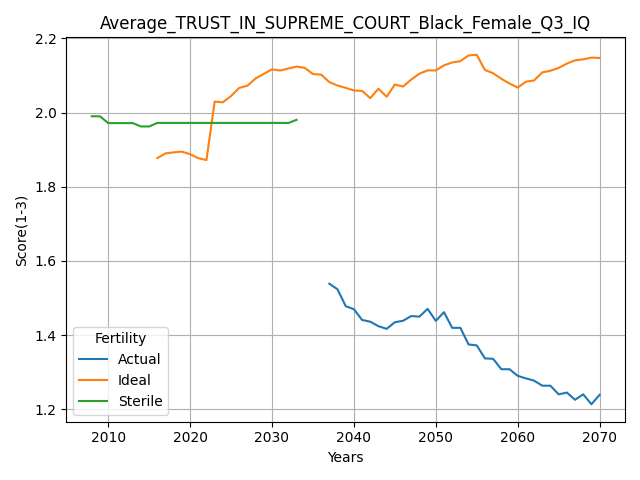 Average_TRUST_IN_SUPREME_COURT_Black_Female_Q3_IQ
2.2
2.0
1.8
1.6
1.4
1.2
Score(1-3)
Fertility
Actual
Ideal
Sterile
2010 2020 2030 2040 2050 2060 2070
Years